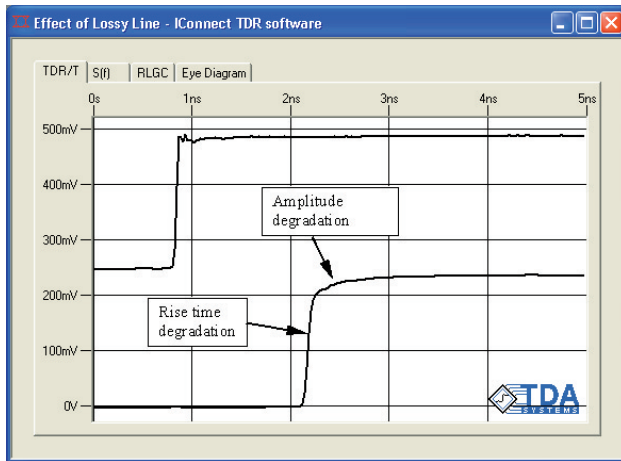 Effect of Lossy Line - IConnect TDR software
TDR/T S(f) RLGC Eye Diagram
0s 1ns 2ns 3ns 4ns 5ns
500mV
400mV
300mV
200mV
100mV
0V
Amplitude
degradation
Rise time
degradation
TDA
SYSTEMS